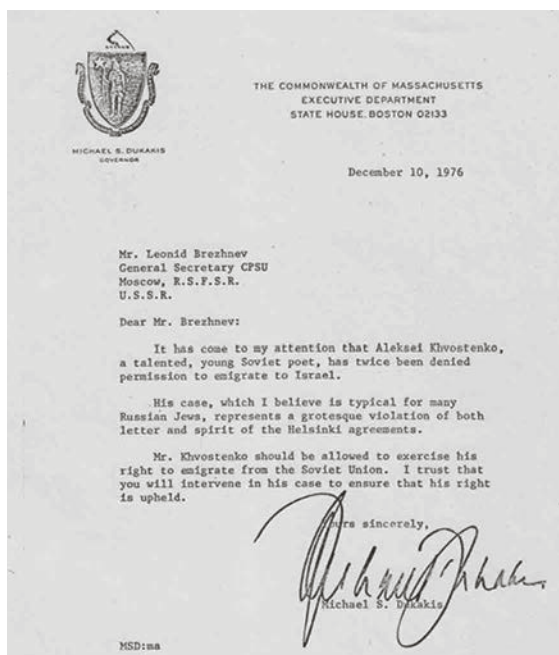 THE COMMONWEALTH OF MASSACHUSETTS
EXECUTIVE DEPARTMENT
STATE HOUSE. BOSTON 02133
MICHAEL S. DUKAKIS
GOVERNOR
December 10, 1976
Mr. Leonid Brezhnev
General Secretary CPSU
Moscow, R.S.F.S.R.
U.S.S.R.
Dear Mr. Brezhnev:
It has come to my attention that Aleksei Khvostenko,
a talented, young Soviet poet, has twice been denied
permission to emigrate to Israel.
His case, which I believe is typical for many
Russian Jews, represents a grotesque violation of both
letter and spirit of the Helsinki agreements.
Mr. Khvostenko should be allowed to exercise his
right to emigrate from the Soviet Union. I trust that
you will intervene in his case to ensure that his right
is upheld.
Yours sincerely,
Michael Dukakis
Michael S. Dukakis
MSD:ma